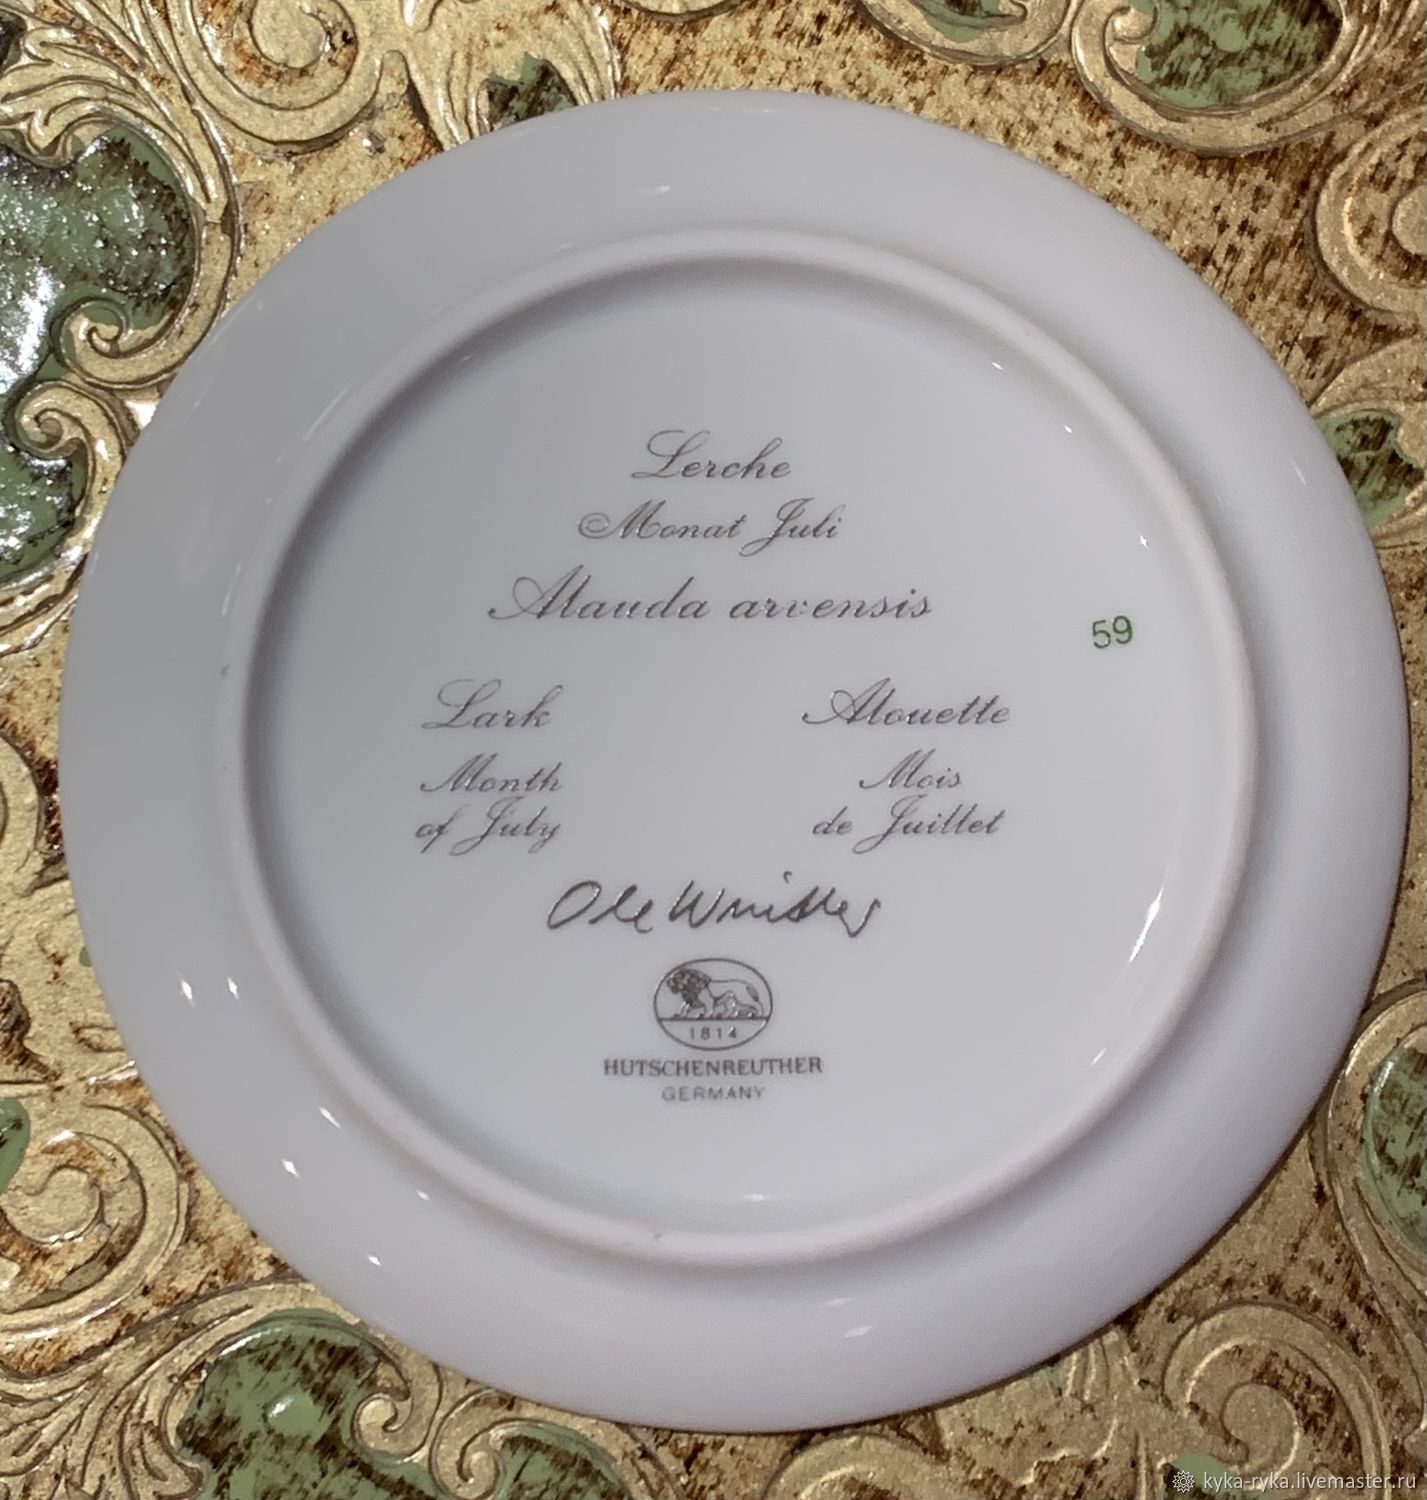 Lerche
Monat Juli
Alauda arvensis
59
Lark
Month
of July
Alouette
Mois
de Juillet
Ole Winther
1814
HUTSCHENREUTHER
GERMANY
kyka-ryka.livemaster.ru